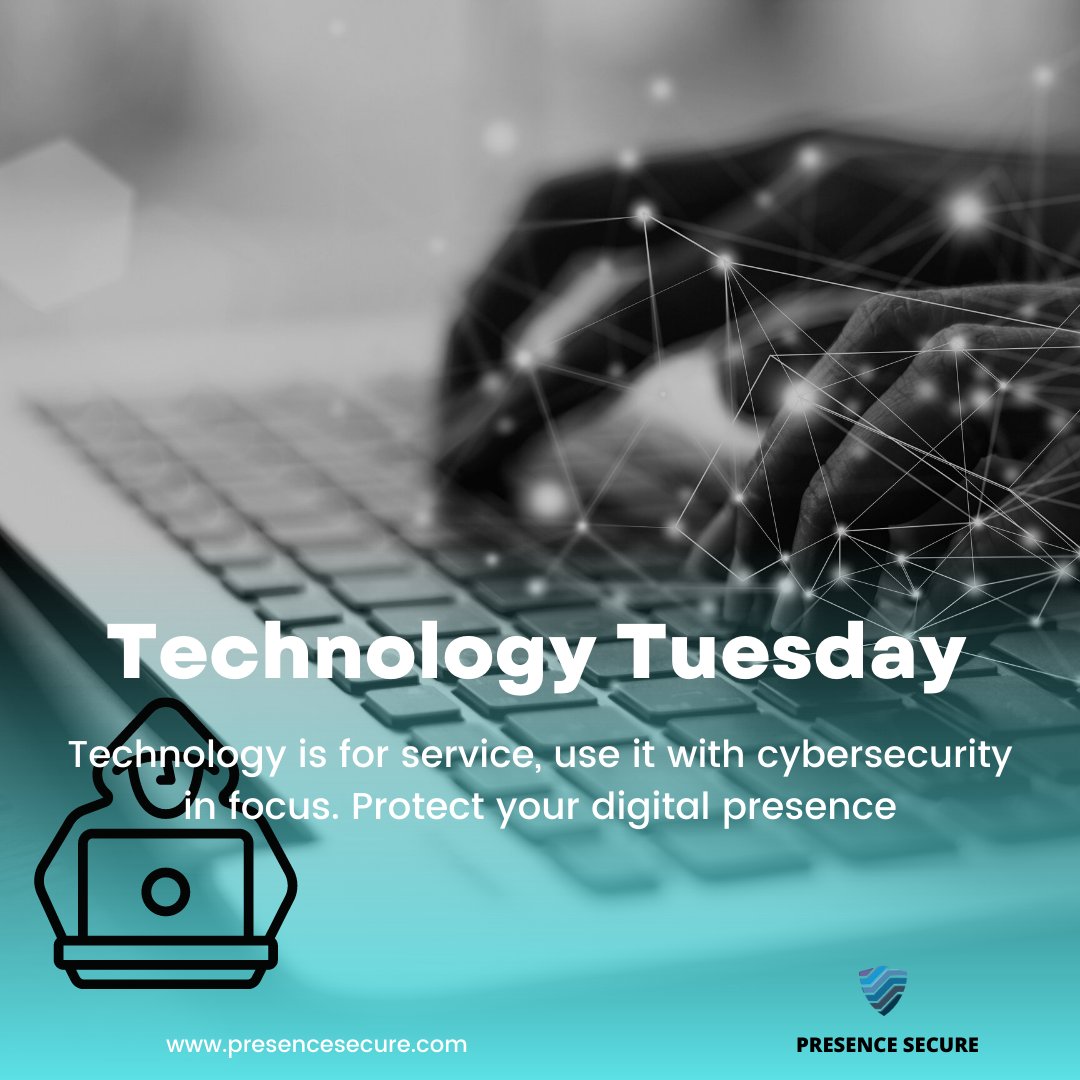 Technology Tuesday
Technology is for service, use it with cybersecurity
in focus. Protect your digital presence
www.presencesecure.com
PRESENCE SECURE